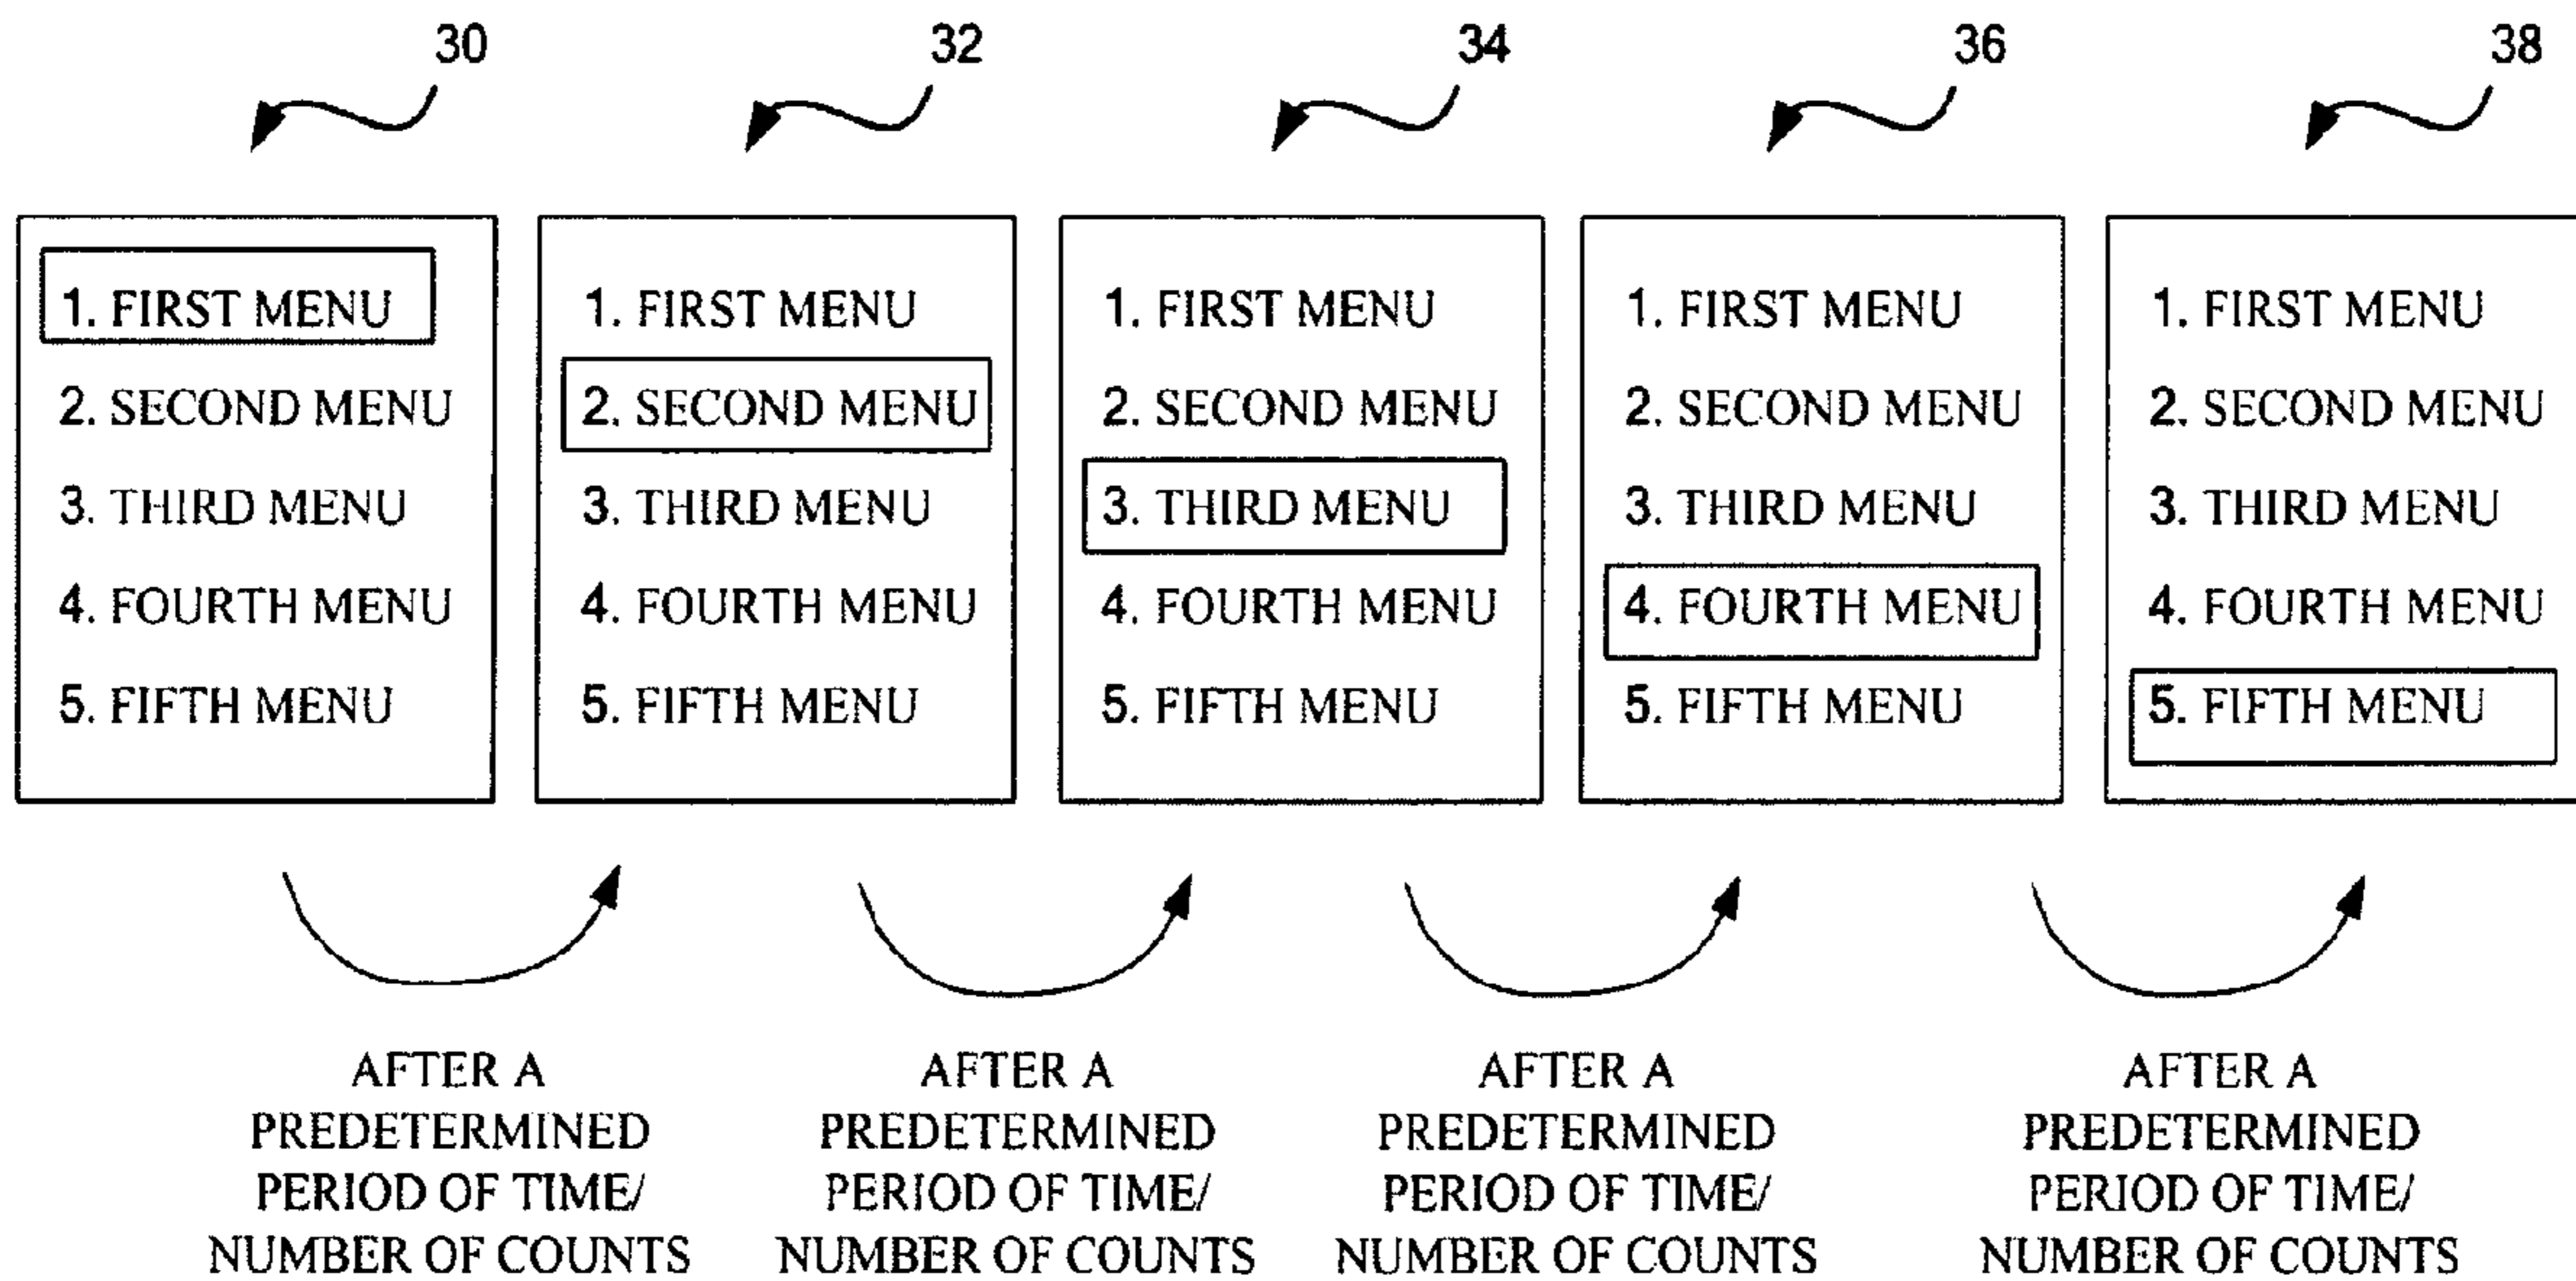 30
32
34
36
38
1. FIRST MENU
2. SECOND MENU
3. THIRD MENU
4. FOURTH MENU
5. FIFTH MENU
1. FIRST MENU
2. SECOND MENU
3. THIRD MENU
4. FOURTH MENU
5. FIFTH MENU
1. FIRST MENU
2. SECOND MENU
3. THIRD MENU
4. FOURTH MENU
5. FIFTH MENU
1. FIRST MENU
2. SECOND MENU
3. THIRD MENU
4. FOURTH MENU
5. FIFTH MENU
1. FIRST MENU
2. SECOND MENU
3. THIRD MENU
4. FOURTH MENU
5. FIFTH MENU
AFTER A
PREDETERMINED
PERIOD OF TIME/
NUMBER OF COUNTS
AFTER A
PREDETERMINED
PERIOD OF TIME/
NUMBER OF COUNTS
AFTER A
PREDETERMINED
PERIOD OF TIME/
NUMBER OF COUNTS
AFTER A
PREDETERMINED
PERIOD OF TIME/
NUMBER OF COUNTS